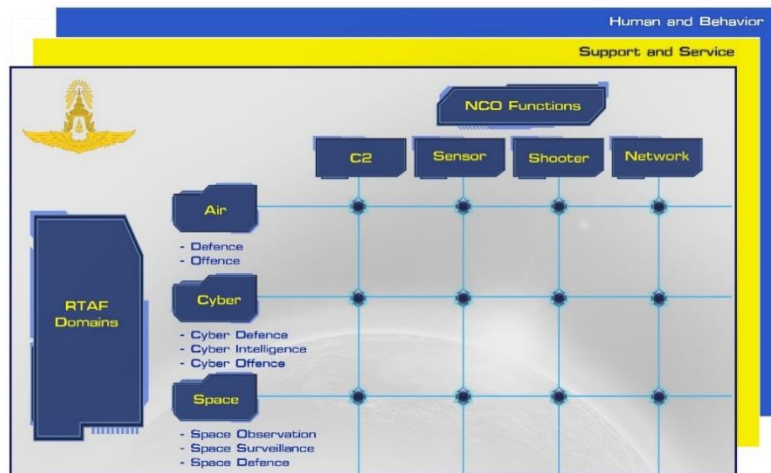 Human and Behavior
Support and Service
NCO Functions
C2
Sensor
Shooter
Network
RTAF
Domains
Air
- Defence
- Offence
Cyber
- Cyber Defence
- Cyber Intelligence
- Cyber Offence
Space
- Space Observation
- Space Surveillance
- Space Defence